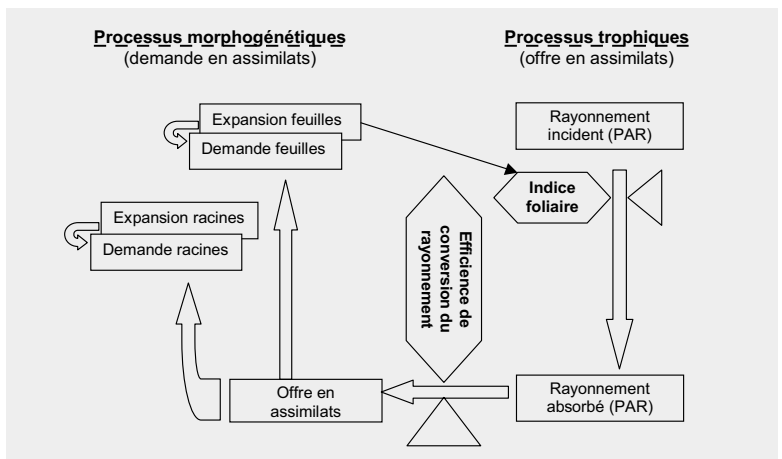 Processus morphogénétiques
(demande en assimilats)
Processus trophiques
(offre en assimilats)
Expansion feuilles
Demande feuilles
Rayonnement
incident (PAR)
Indice
foliaire
Expansion racines
Demande racines
Efficience de
conversion du
rayonnement
Offre en
assimilats
Rayonnement
absorbé (PAR)